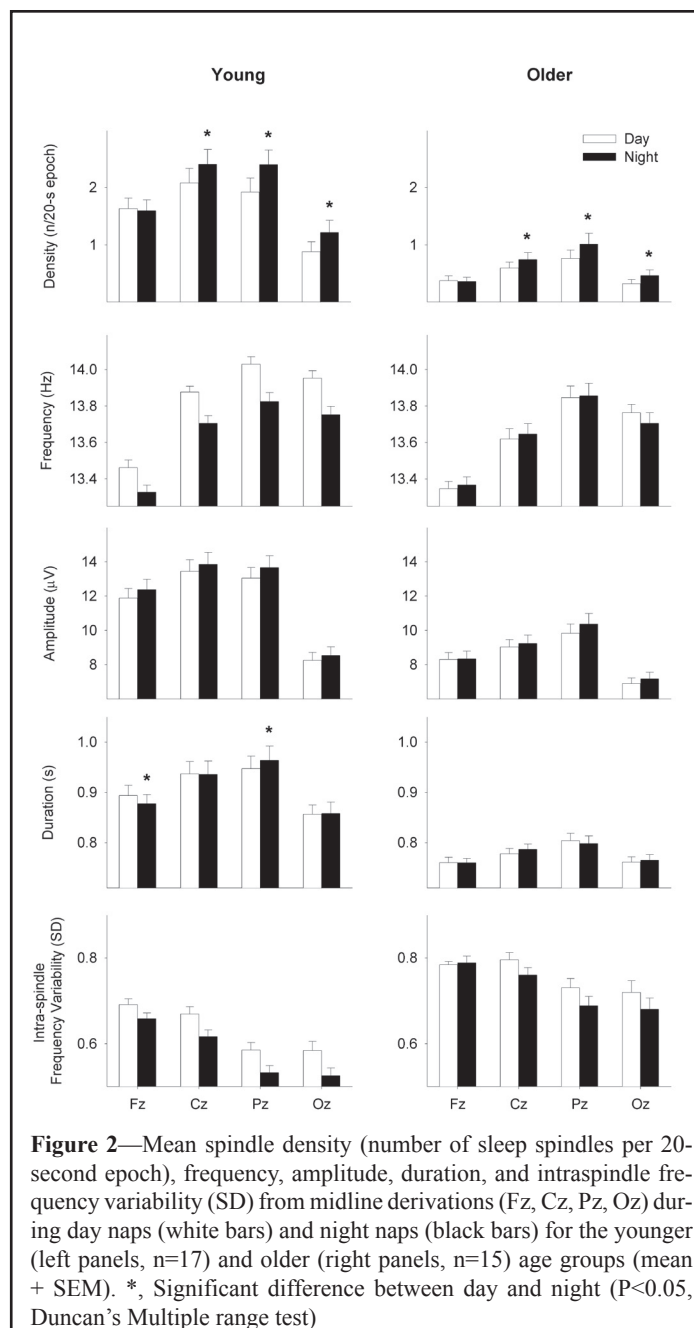 Young
Older
Day
Night
Density (n/20-s epoch)
2
1
* * *
2
1
* * *
Frequency (Hz)
14.0
13.8
13.6
13.4
14.0
13.8
13.6
13.4
Amplitude (µV)
14
12
10
8
14
12
10
8
Duration (s)
1.0
0.9
0.8
* *
1.0
0.9
0.8
Intra-spindle
Frequency Variability (SD)
0.8
0.6
0.8
0.6
Fz Cz Pz Oz
Fz Cz Pz Oz
Figure 2—Mean spindle density (number of sleep spindles per 20-
second epoch), frequency, amplitude, duration, and intraspindle fre-
quency variability (SD) from midline derivations (Fz, Cz, Pz, Oz) dur-
ing day naps (white bars) and night naps (black bars) for the younger
(left panels, n=17) and older (right panels, n=15) age groups (mean
+ SEM). *, Significant difference between day and night (P<0.05,
Duncan's Multiple range test)